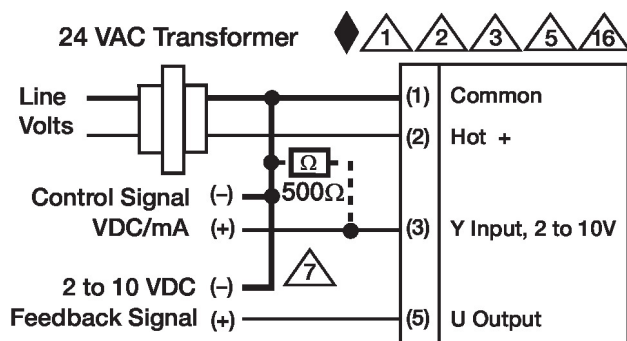 24 VAC Transformer
1 2 3 5 16
Line
Volts
(1) Common
(2) Hot +
Ω
500Ω
Control Signal (–)
VDC/mA (+)
(3) Y Input, 2 to 10V
7
2 to 10 VDC (–)
Feedback Signal (+)
(5) U Output